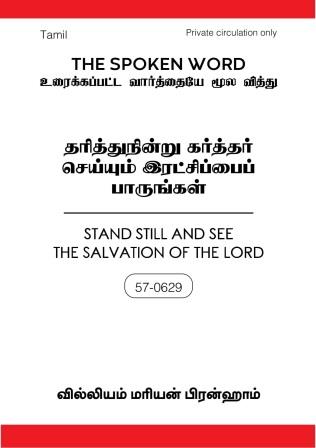 Tamil
Private circulation only
THE SPOKEN WORD
உரைக்கப்பட்ட வார்த்தையே மூல வித்து
தரித்துநின்று கர்த்தர்
செய்யும் இரட்சிப்பைப்
பாருங்கள்
STAND STILL AND SEE
THE SALVATION OF THE LORD
57-0629
வில்லியம் மரியன் பிரன்ஹாம்